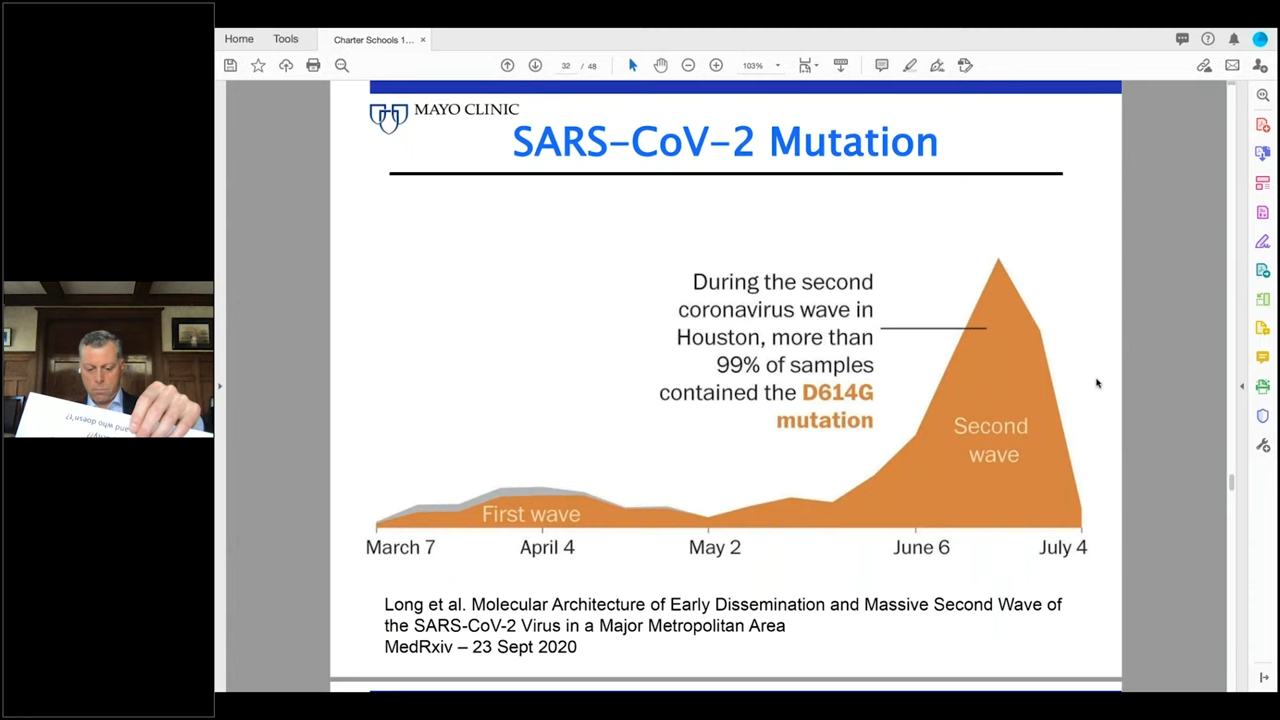 Home
Tools
Charter Schools 1...
32 / 48
103%
MAYO CLINIC
SARS-CoV-2 Mutation
During the second
coronavirus wave in
Houston, more than
99% of samples
contained the D614G
mutation
Second
wave
First wave
March 7
April 4
May 2
June 6
July 4
Long et al. Molecular Architecture of Early Dissemination and Massive Second Wave of
the SARS-CoV-2 Virus in a Major Metropolitan Area
MedRxiv – 23 Sept 2020
and who doesn't?